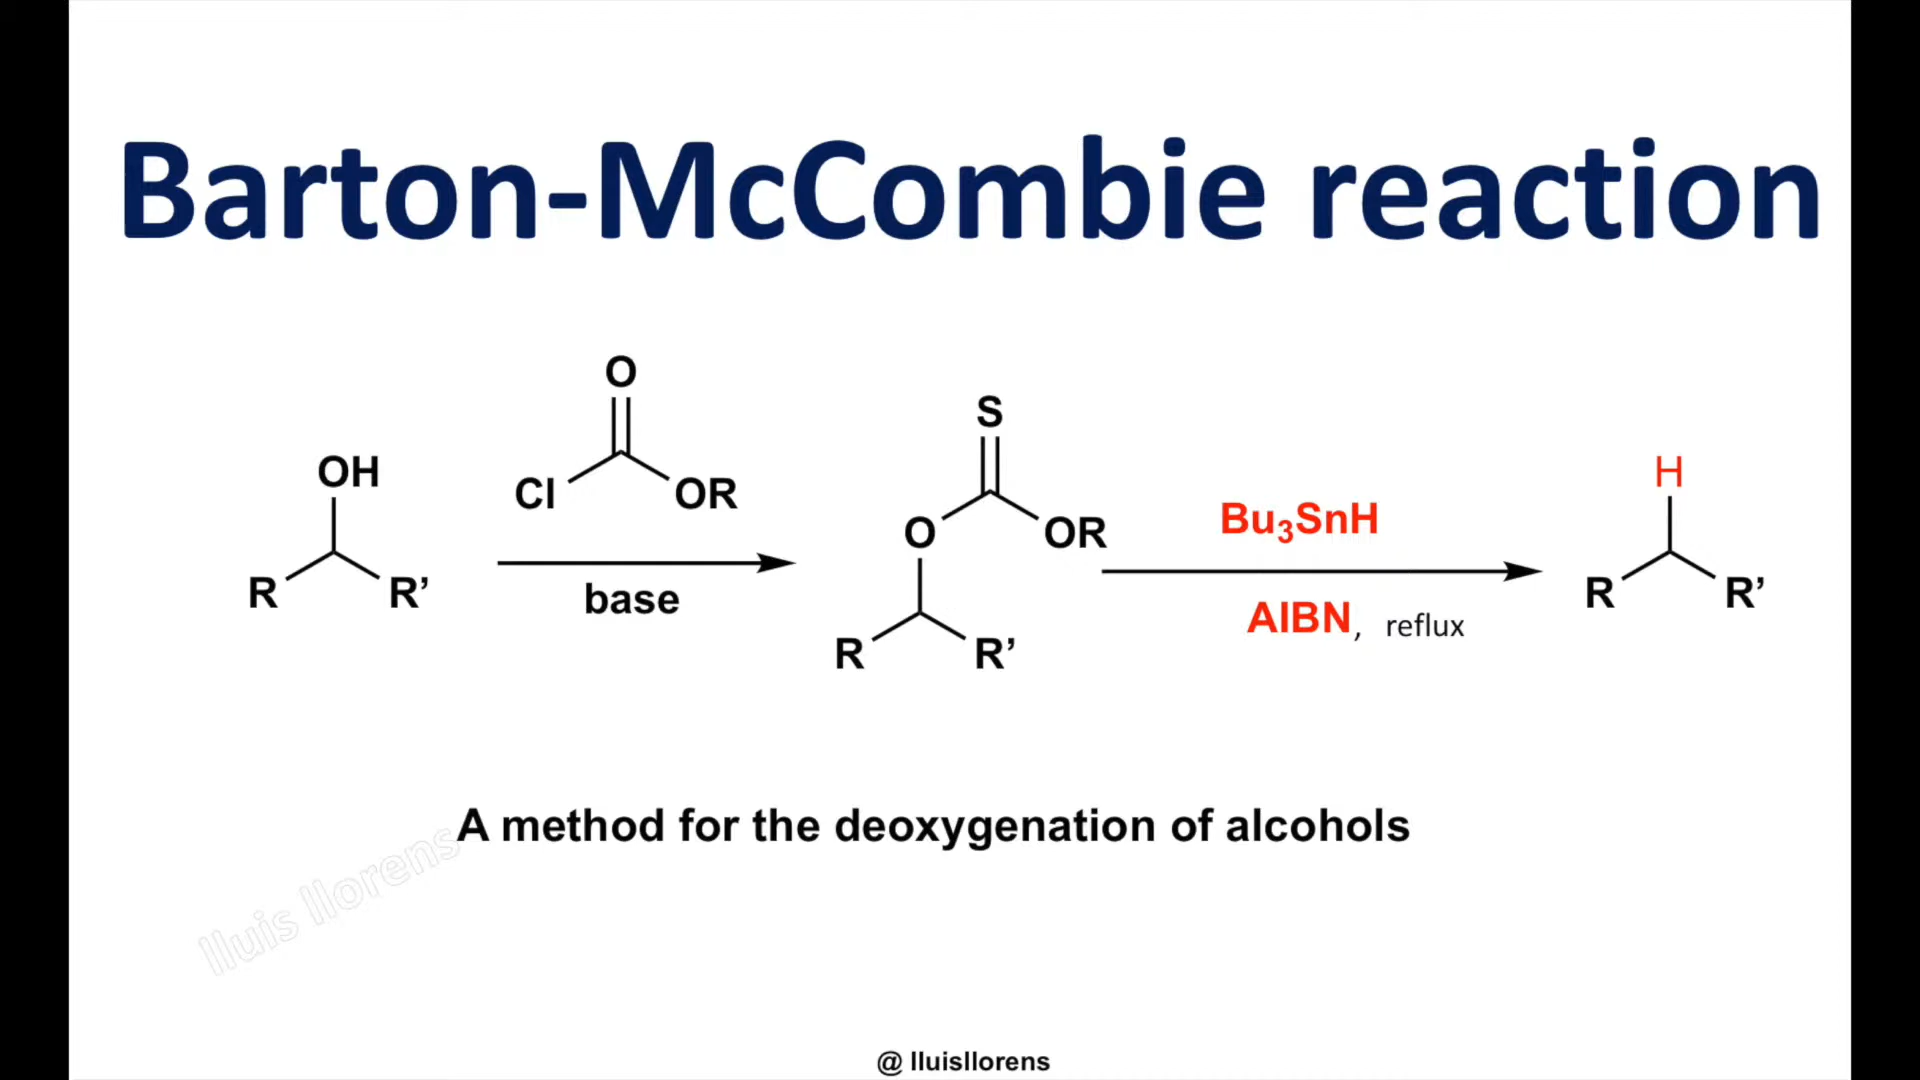 Barton-McCombie reaction
O
Cl
OR
OH
R
R’
base
S
O
OR
R
R’
Bu₃SnH
AIBN, reflux
H
R
R’
A method for the deoxygenation of alcohols
lluis llorens
@ lluisllorens